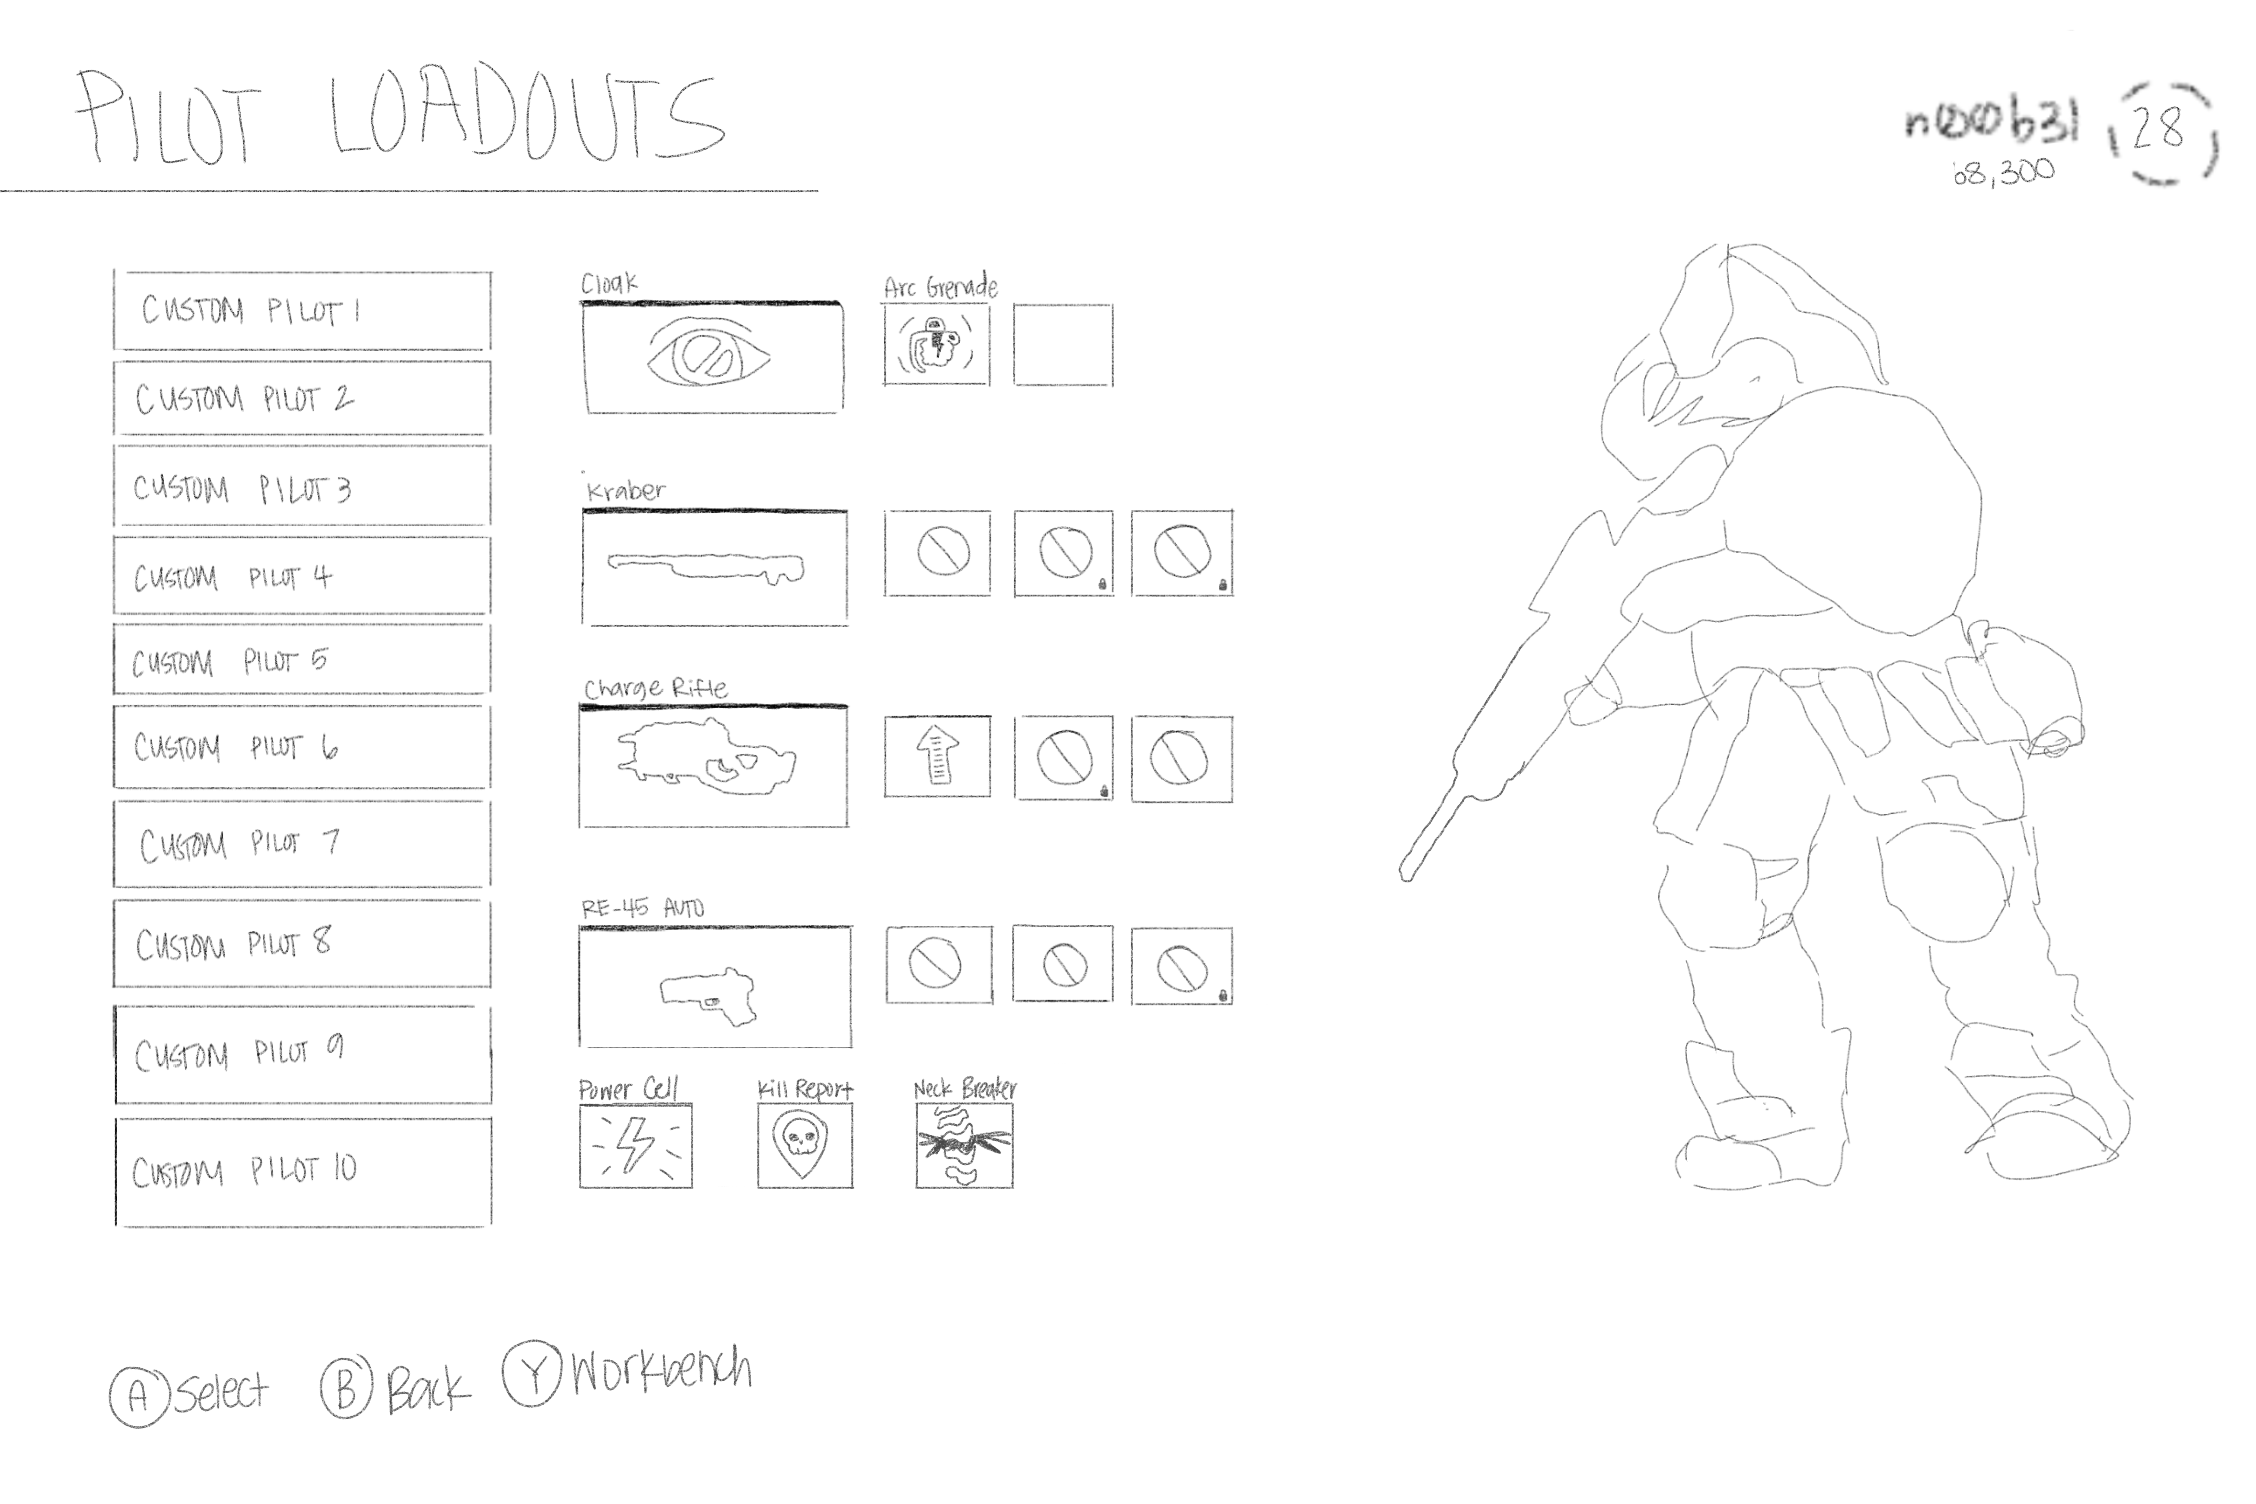 PILOT LOADOUTS
28
68,300
CUSTOM PILOT 1
CUSTOM PILOT 2
CUSTOM PILOT 3
CUSTOM PILOT 4
CUSTOM PILOT 5
CUSTOM PILOT 6
CUSTOM PILOT 7
CUSTOM PILOT 8
CUSTOM PILOT 9
CUSTOM PILOT 10
Cloak
Arc Grenade
Kraber
Charge Rifle
RE-45 AUTO
Power Cell
Kill Report
Neck Breaker
A Select
B Back
Y Workbench